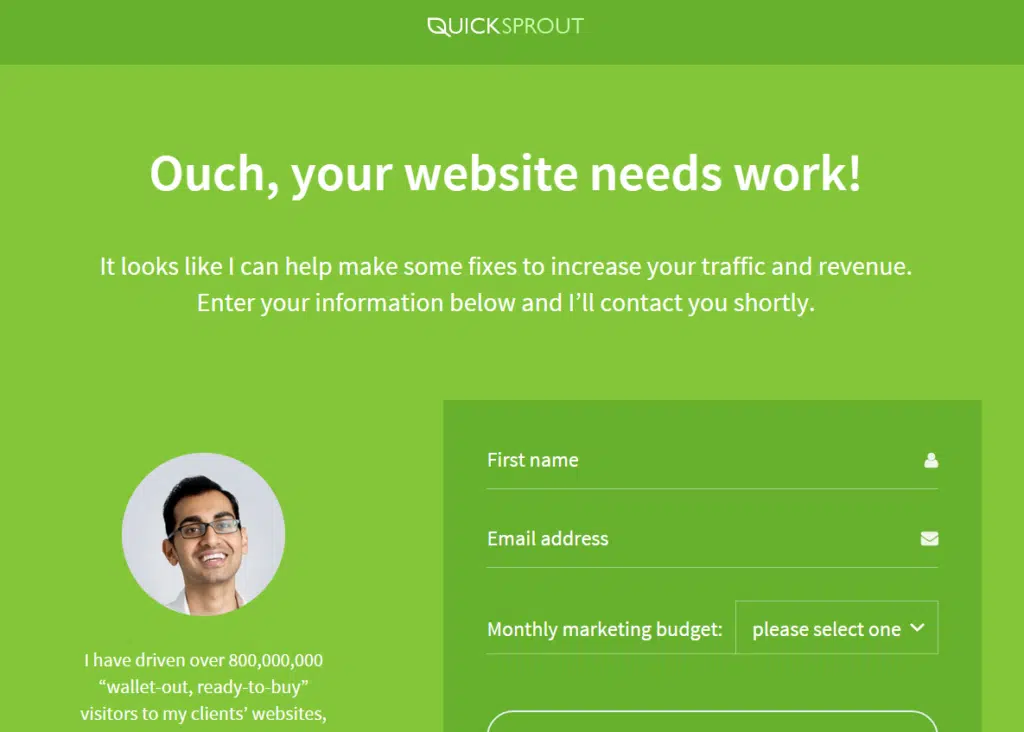 QUICKSPROUT
Ouch, your website needs work!
It looks like I can help make some fixes to increase your traffic and revenue.
Enter your information below and I’ll contact you shortly.
First name
Email address
Monthly marketing budget:
please select one
I have driven over 800,000,000
“wallet-out, ready-to-buy”
visitors to my clients’ websites,